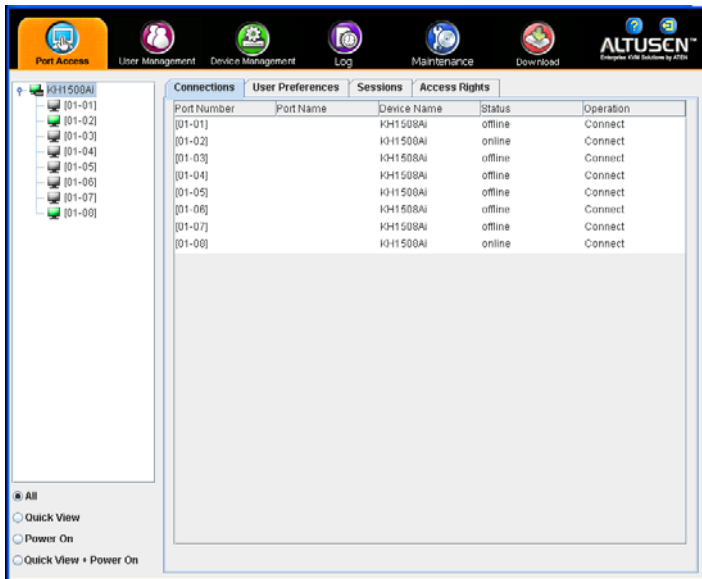 Port Access User Management Device Management Log Maintenance Download
ALTUSEN™
Enterprise KVM Solutions by ATEN
KH1508Ai
[01-01]
[01-02]
[01-03]
[01-04]
[01-05]
[01-06]
[01-07]
[01-08]
All
Quick View
Power On
Quick View + Power On
Connections User Preferences Sessions Access Rights
Port Number Port Name Device Name Status Operation
[01-01] KH1508Ai offline Connect
[01-02] KH1508Ai online Connect
[01-03] KH1508Ai offline Connect
[01-04] KH1508Ai offline Connect
[01-05] KH1508Ai offline Connect
[01-06] KH1508Ai offline Connect
[01-07] KH1508Ai offline Connect
[01-08] KH1508Ai online Connect